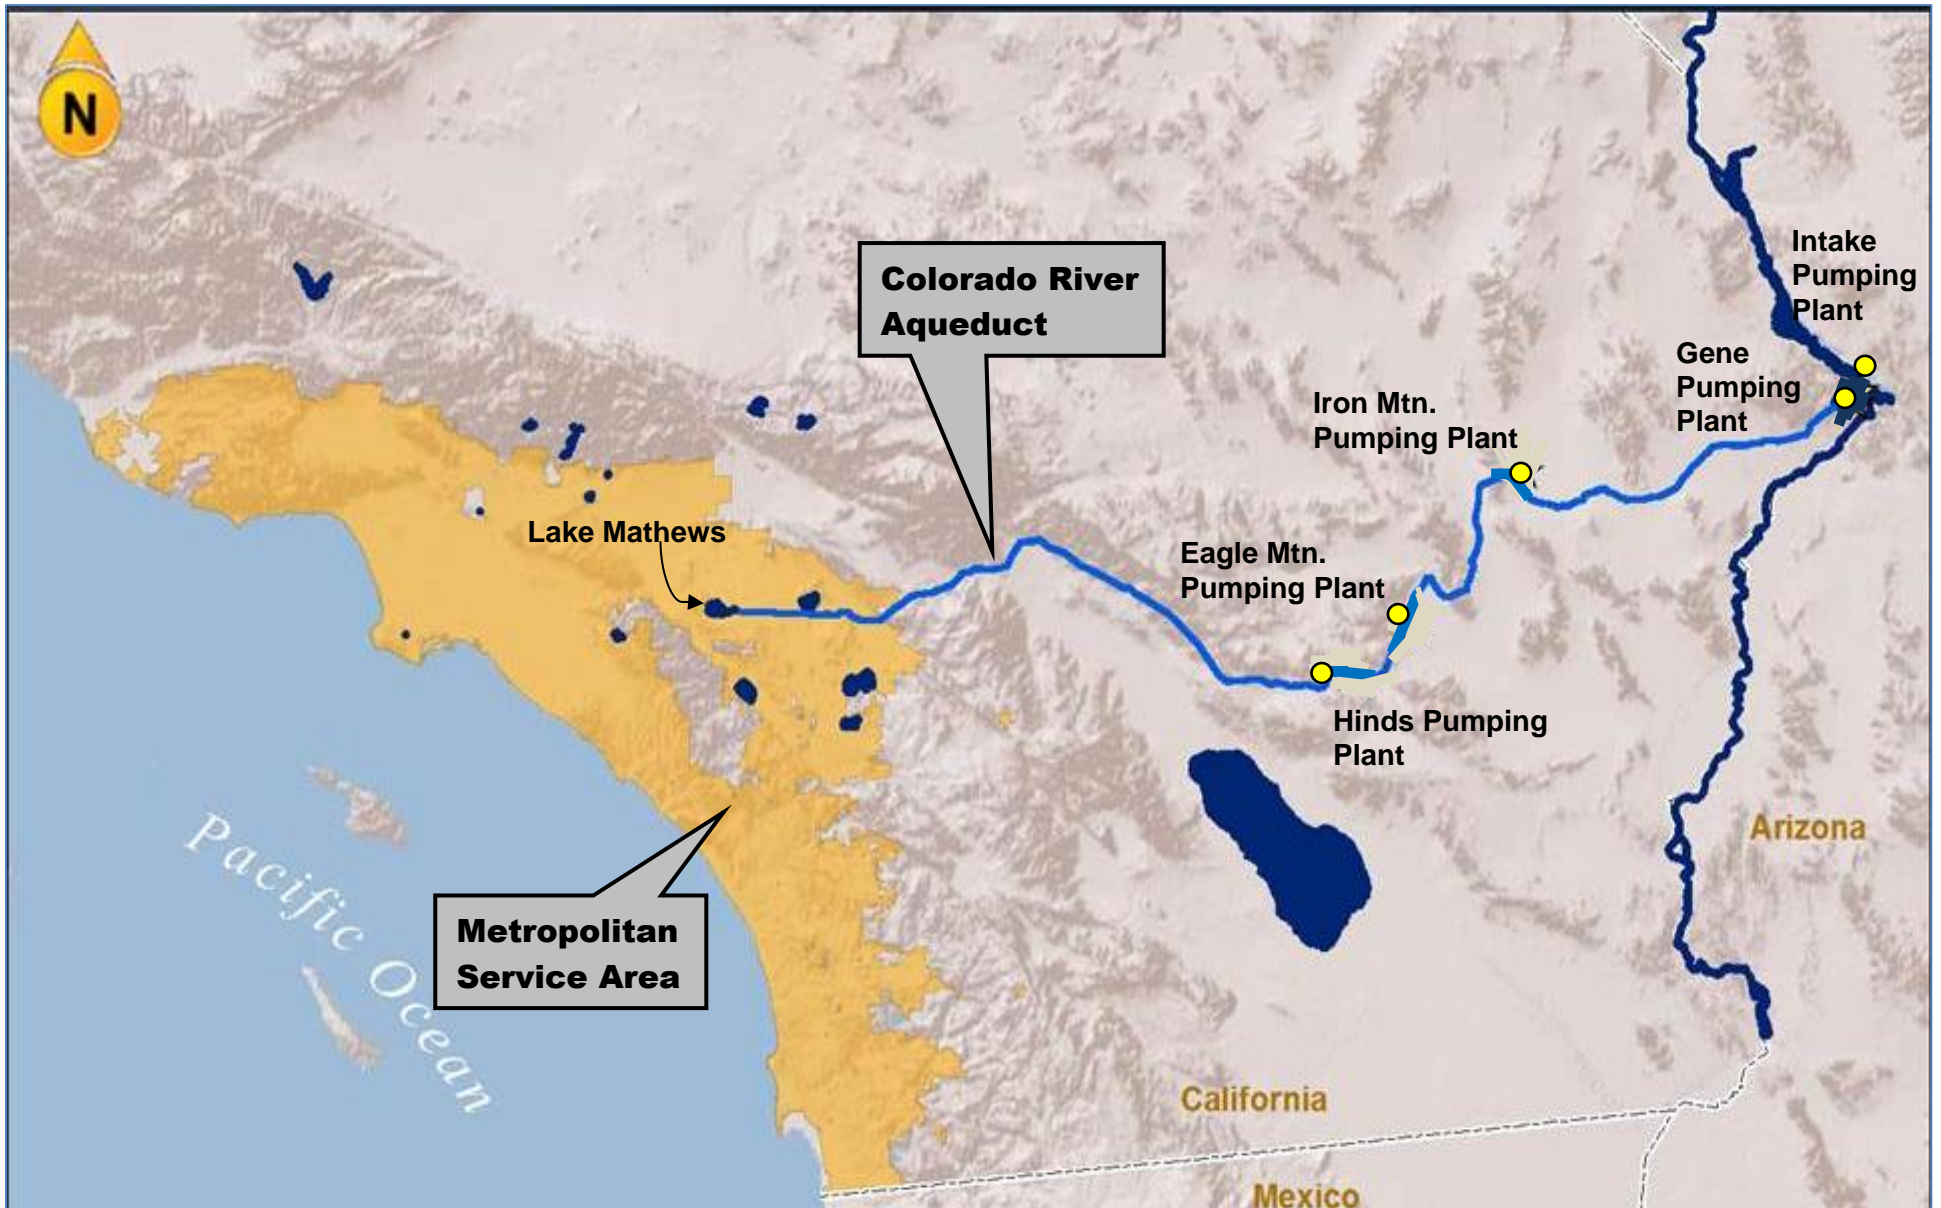 N
Intake
Pumping
Plant
Colorado River
Aqueduct
Gene
Pumping
Plant
Iron Mtn.
Pumping Plant
Lake Mathews
Eagle Mtn.
Pumping Plant
Hinds Pumping
Plant
Arizona
Pacific Ocean
Metropolitan
Service Area
California
Mexico